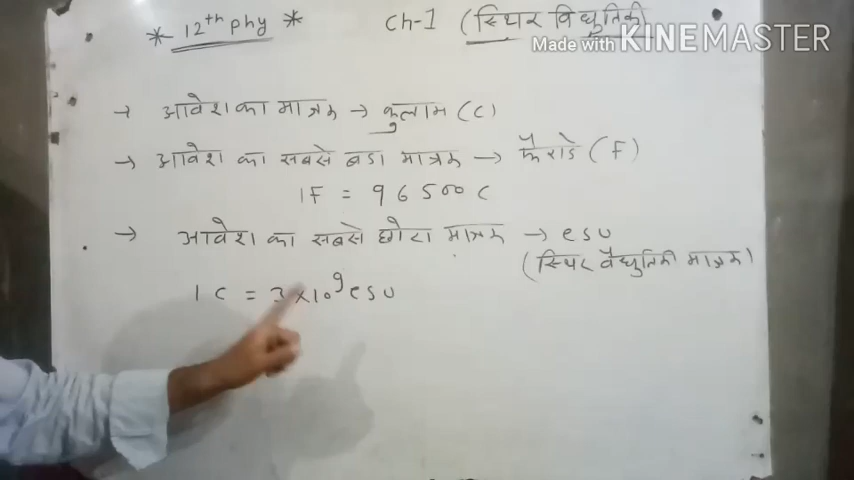 * 12th phy *
Ch-1 (स्थिर विधुतिकी)
Made with KINEMASTER
→ आवेश का मात्रक → कुलाम (C)
→ आवेश का सबसे बडा मात्रक → फैराडे (F)
1F = 96500 C
→ आवेश का सबसे छोटा मात्रक → esu
(स्थिर वैधुतिकी मात्रक)
1 C = 3×10⁹ esu